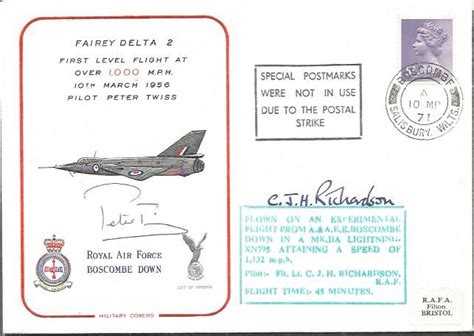 FAIREY DELTA 2
FIRST LEVEL FLIGHT AT
OVER 1,000 M.P.H.
10TH MARCH 1956
PILOT PETER TWISS
SPECIAL POSTMARKS
WERE NOT IN USE
DUE TO THE POSTAL
STRIKE
BOSCOMBE
A
10 MR
71
SALISBURY, WILTS.
Peter
C.J.H. Richardson
FLOWN ON AN EXPERIMENTAL
FLIGHT FROM A.& A.E.E. BOSCOMBE
DOWN IN A MK.IIA LIGHTNING-
ATTAINING A SPEED OF
1,132 m.p.h.
Pilot:- Flt. Lt. C. J. H. RICHARDSON,
R.A.F.
FLIGHT TIME: 45 MINUTES.
ROYAL AIR FORCE
BOSCOMBE DOWN
MILITARY COVERS
R.A.F.A.
Filton
BRISTOL